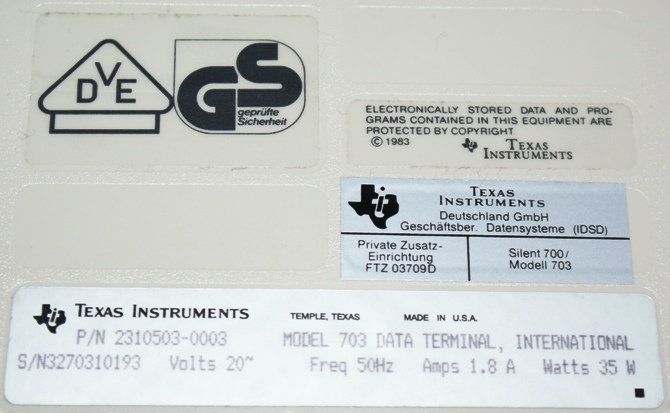 DVE
GS
geprüfte
Sicherheit
ELECTRONICALLY STORED DATA AND PRO-
GRAMS CONTAINED IN THIS EQUIPMENT ARE
PROTECTED BY COPYRIGHT.
© 1983 TEXAS
INSTRUMENTS
TEXAS
INSTRUMENTS
Deutschland GmbH
Geschäftsber. Datensysteme (IDSD)
Private Zusatz-
Einrichtung
FTZ 03709D
Silent 700/
Modell 703
TEXAS INSTRUMENTS TEMPLE, TEXAS MADE IN U.S.A.
P/N 2310503-0003 MODEL 703 DATA TERMINAL, INTERNATIONAL
S/N3270310193 Volts 20~ Freq 50Hz Amps 1.8 A Watts 35 W